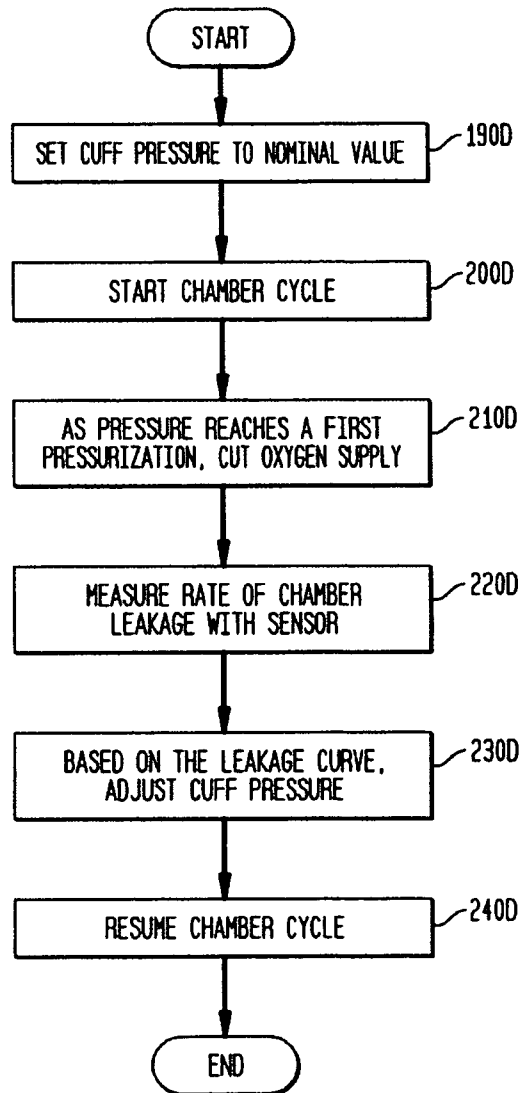 START
SET CUFF PRESSURE TO NOMINAL VALUE
190D
START CHAMBER CYCLE
200D
AS PRESSURE REACHES A FIRST
PRESSURIZATION, CUT OXYGEN SUPPLY
210D
MEASURE RATE OF CHAMBER
LEAKAGE WITH SENSOR
220D
BASED ON THE LEAKAGE CURVE,
ADJUST CUFF PRESSURE
230D
RESUME CHAMBER CYCLE
240D
END